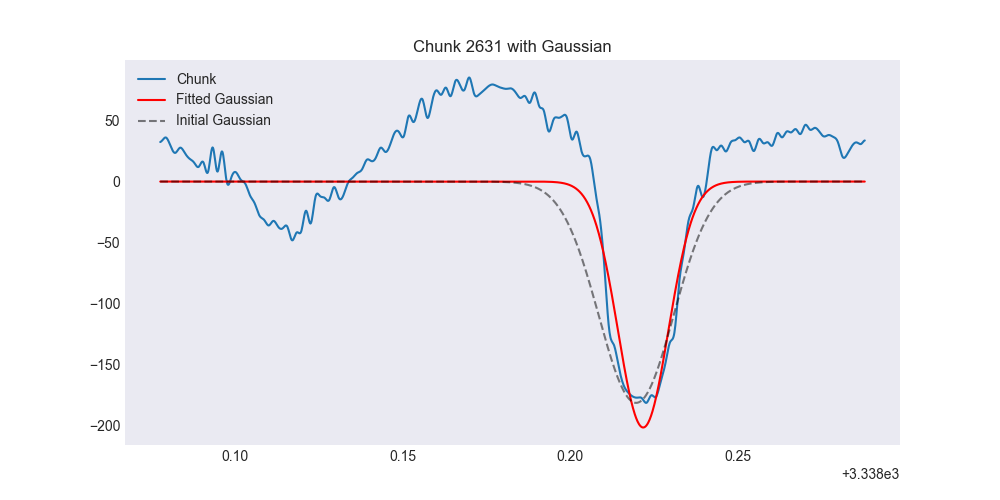 Chunk 2631 with Gaussian
Chunk
Fitted Gaussian
Initial Gaussian
50
0
−50
−100
−150
−200
0.10 0.15 0.20 0.25
+3.338e3